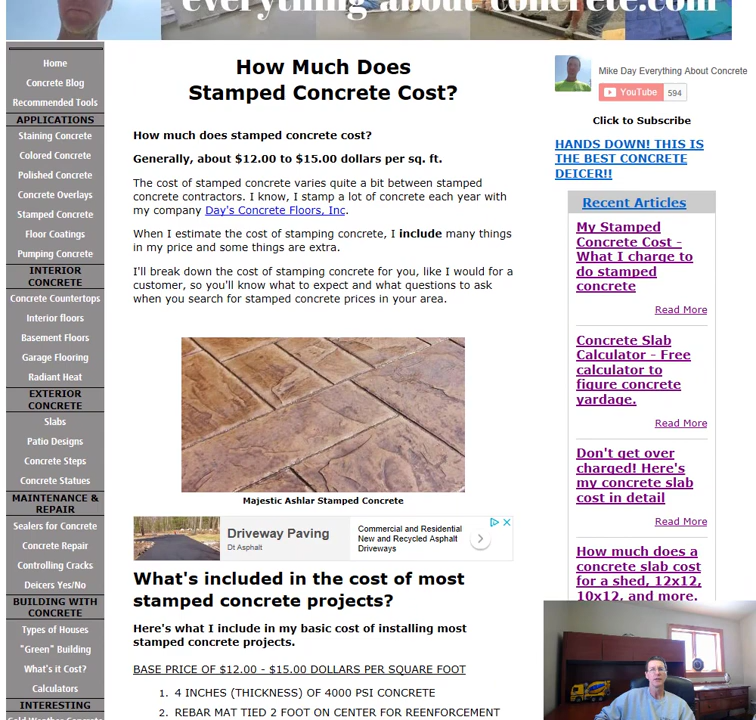 everything about concrete.com
Home
Concrete Blog
Recommended Tools
APPLICATIONS
Staining Concrete
Colored Concrete
Polished Concrete
Concrete Overlays
Stamped Concrete
Floor Coatings
Pumping Concrete
INTERIOR
CONCRETE
Concrete Countertops
Interior floors
Basement Floors
Garage Flooring
Radiant Heat
EXTERIOR
CONCRETE
Slabs
Patio Designs
Concrete Steps
Concrete Statues
MAINTENANCE &
REPAIR
Sealers for Concrete
Concrete Repair
Controlling Cracks
Deicers Yes/No
BUILDING WITH
CONCRETE
Types of Houses
"Green" Building
What's it Cost?
Calculators
INTERESTING
Cold Weather Concrete
How Much Does
Stamped Concrete Cost?
How much does stamped concrete cost?
Generally, about $12.00 to $15.00 dollars per sq. ft.
The cost of stamped concrete varies quite a bit between stamped
concrete contractors. I know, I stamp a lot of concrete each year with
my company Day's Concrete Floors, Inc.
When I estimate the cost of stamping concrete, I include many things
in my price and some things are extra.
I'll break down the cost of stamping concrete for you, like I would for a
customer, so you'll know what to expect and what questions to ask
when you search for stamped concrete prices in your area.
Majestic Ashlar Stamped Concrete
Driveway Paving
Dt Asphalt
Commercial and Residential
New and Recycled Asphalt
Driveways
What's included in the cost of most
stamped concrete projects?
Here's what I include in my basic cost of installing most
stamped concrete projects.
BASE PRICE OF $12.00 - $15.00 DOLLARS PER SQUARE FOOT
1. 4 INCHES (THICKNESS) OF 4000 PSI CONCRETE
2. REBAR MAT TIED 2 FOOT ON CENTER FOR REENFORCEMENT
Mike Day Everything About Concrete
YouTube 594
Click to Subscribe
HANDS DOWN! THIS IS
THE BEST CONCRETE
DEICER!!
Recent Articles
My Stamped
Concrete Cost -
What I charge to
do stamped
concrete
Read More
Concrete Slab
Calculator - Free
calculator to
figure concrete
yardage.
Read More
Don't get over
charged! Here's
my concrete slab
cost in detail
Read More
How much does a
concrete slab cost
for a shed, 12x12,
10x12, and more.